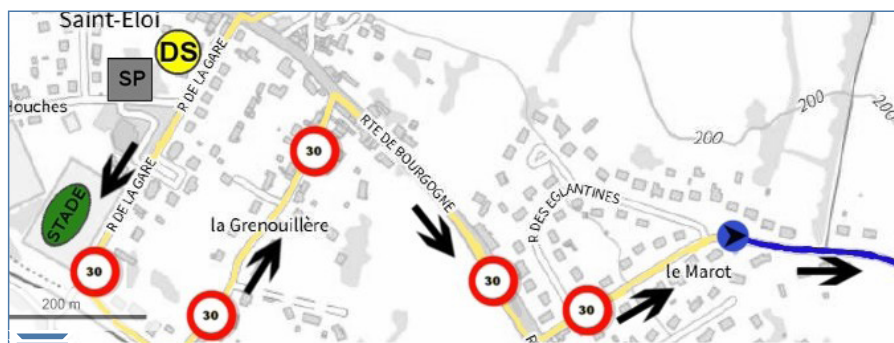 Saint-Eloi
DS
SP
R DE LA GARE
Houches
200
200
200
30
RTE DE BOURGOGNE
R DE LA GARE
STADE
la Grenouillère
R DES EGLANTINES
le Marot
30
30
30
30
200 m
R